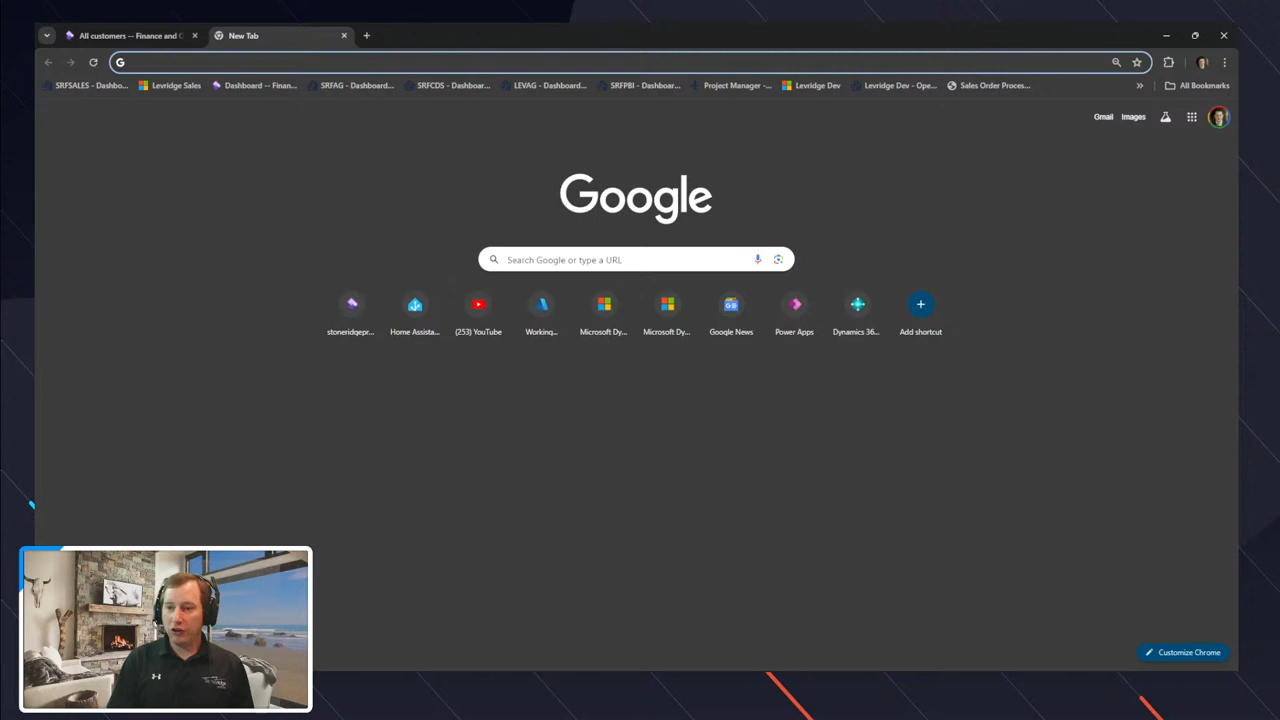 All customers -- Finance and O
New Tab
SRFSALES - Dashbo...
Levridge Sales
Dashboard -- Finan...
SRFAG - Dashboard...
SRFCDS - Dashboar...
LEVAG - Dashboard...
SRFPBI - Dashboar...
Project Manager -...
Levridge Dev
Levridge Dev - Ope...
Sales Order Proces...
All Bookmarks
Gmail
Images
Google
Search Google or type a URL
stoneridgepr...
Home Assista...
(253) YouTube
Working...
Microsoft Dy...
Microsoft Dy...
Google News
Power Apps
Dynamics 36...
Add shortcut
Customize Chrome